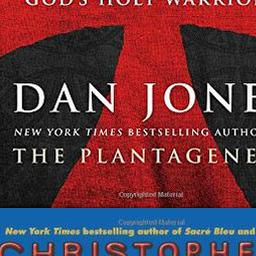 GOD'S HOLY WARRIO
DAN JONE
NEW YORK TIMES BESTSELLING AUTHO
THE PLANTAGENE
Copyrighted Material
Copyrighted Material
New York Times bestselling author of Sacré Bleu and
CHRISTOPHE